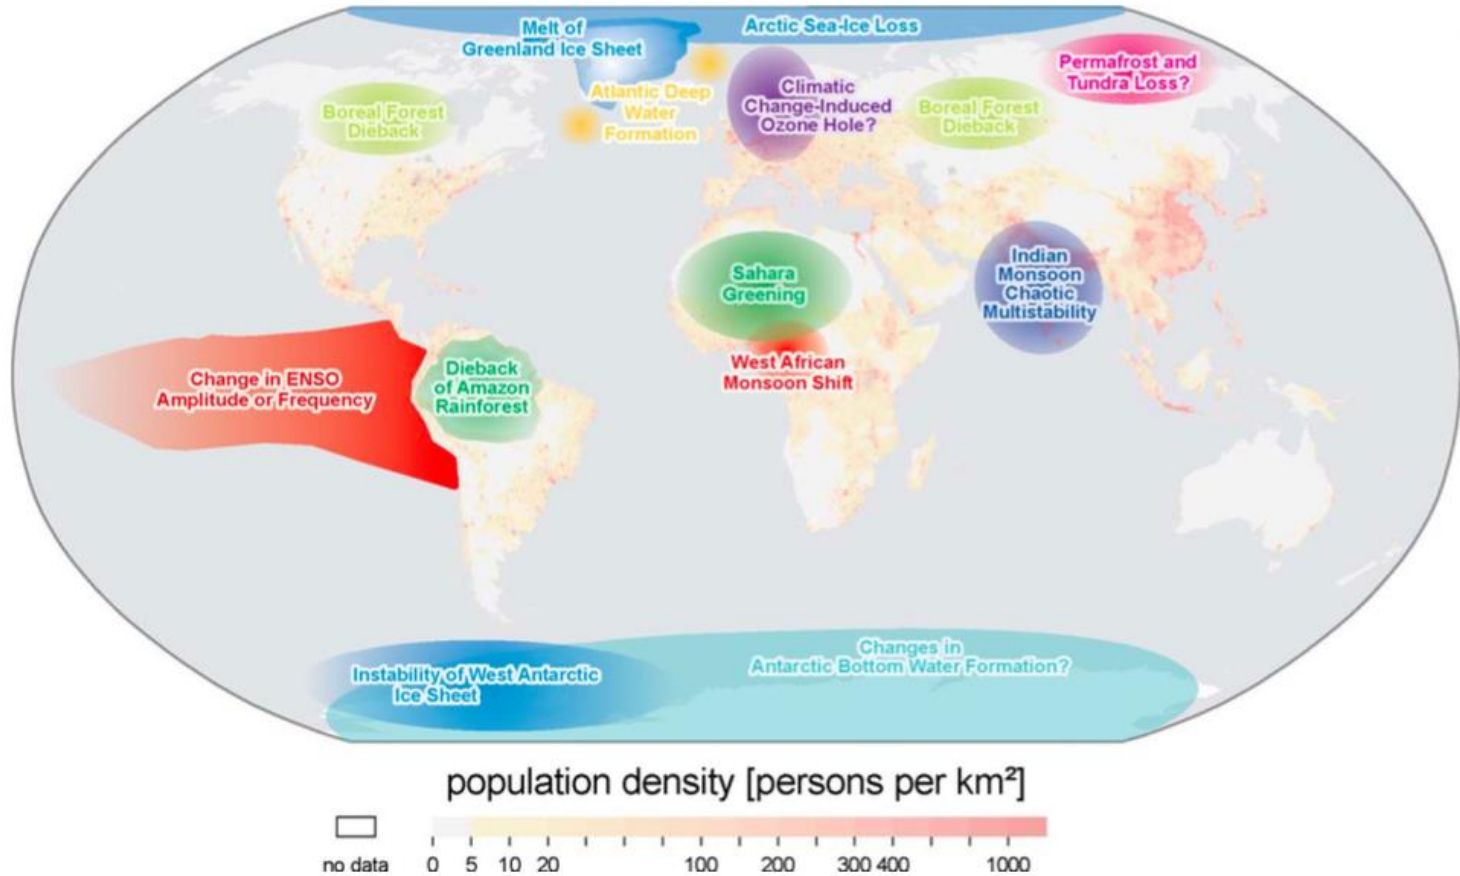 Melt of
Greenland Ice Sheet
Arctic Sea-Ice Loss
Permafrost and
Tundra Loss?
Boreal Forest
Dieback
Atlantic Deep
Water
Formation
Climatic
Change-Induced
Ozone Hole?
Boreal Forest
Dieback
Sahara
Greening
Indian
Monsoon
Chaotic
Multistability
West African
Monsoon Shift
Change in ENSO
Amplitude or Frequency
Dieback
of Amazon
Rainforest
Instability of West Antarctic
Ice Sheet
Changes in
Antarctic Bottom Water Formation?
population density [persons per km²]
no data 0 5 10 20 100 200 300 400 1000